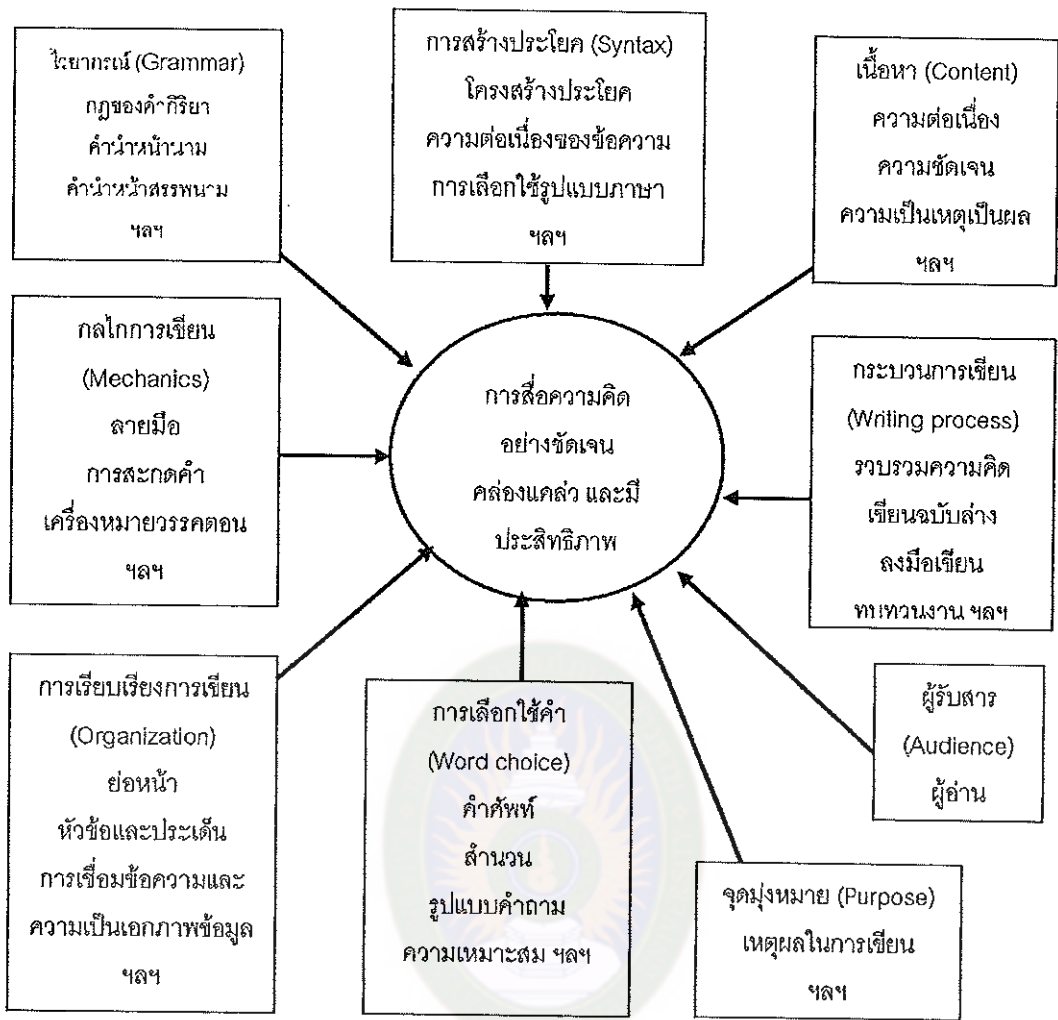 ไวยากรณ์ (Grammar)
กฎของคำกิริยา
คำนำหน้านาม
คำนำหน้าสรรพนาม
ฯลฯ
การสร้างประโยค (Syntax)
โครงสร้างประโยค
ความต่อเนื่องของข้อความ
การเลือกใช้รูปแบบภาษา
ฯลฯ
เนื้อหา (Content)
ความต่อเนื่อง
ความชัดเจน
ความเป็นเหตุเป็นผล
ฯลฯ
กลไกการเขียน
(Mechanics)
ลายมือ
การสะกดคำ
เครื่องหมายวรรคตอน
ฯลฯ
การสื่อความคิด
อย่างชัดเจน
คล่องแคล่ว และมี
ประสิทธิภาพ
กระบวนการเขียน
(Writing process)
รวบรวมความคิด
เขียนฉบับล่าง
ลงมือเขียน
ทบทวนงาน ฯลฯ
การเรียบเรียงการเขียน
(Organization)
ย่อหน้า
หัวข้อและประเด็น
การเชื่อมข้อความและ
ความเป็นเอกภาพข้อมูล
ฯลฯ
การเลือกใช้คำ
(Word choice)
คำศัพท์
สำนวน
รูปแบบคำถาม
ความเหมาะสม ฯลฯ
ผู้รับสาร
(Audience)
ผู้อ่าน
จุดมุ่งหมาย (Purpose)
เหตุผลในการเขียน
ฯลฯ